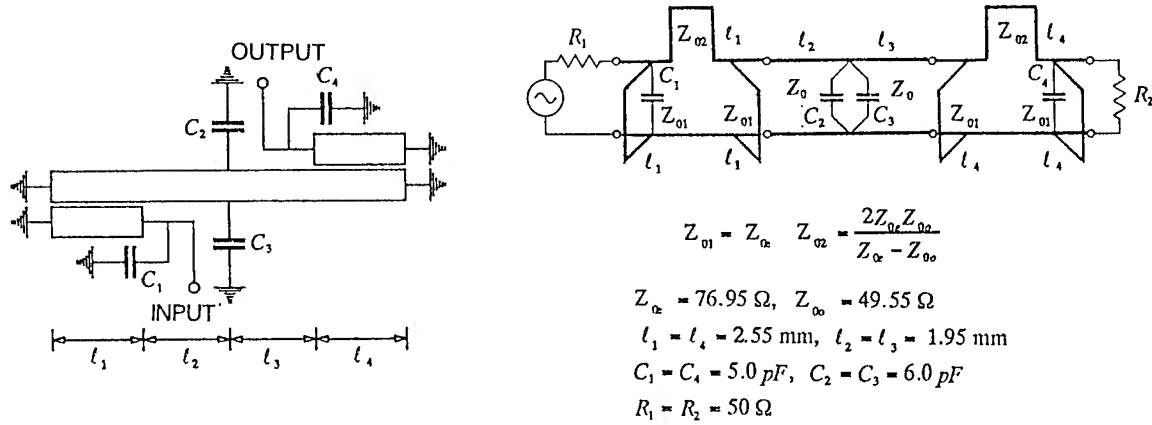 OUTPUT
C₄
C₂
C₃
C₁
INPUT
ℓ₁ ℓ₂ ℓ₃ ℓ₄
R₁
Z₀₂ ℓ₁ ℓ₂ ℓ₃ Z₀₂ ℓ₄
C₁ Z₀ Z₀ C₄ R₂
Z₀₁ Z₀₁ C₂ C₃ Z₀₁ Z₀₁
ℓ₁ ℓ₁ ℓ₄ ℓ₄
Z₀₁ = Z₀ₑ Z₀₂ = 2Z₀ₑZ₀ₒ / Z₀ₑ − Z₀ₒ
Z₀ₑ = 76.95 Ω, Z₀ₒ = 49.55 Ω
ℓ₁ = ℓ₄ = 2.55 mm, ℓ₂ = ℓ₃ = 1.95 mm
C₁ = C₄ = 5.0 pF, C₂ = C₃ = 6.0 pF
R₁ = R₂ = 50 Ω